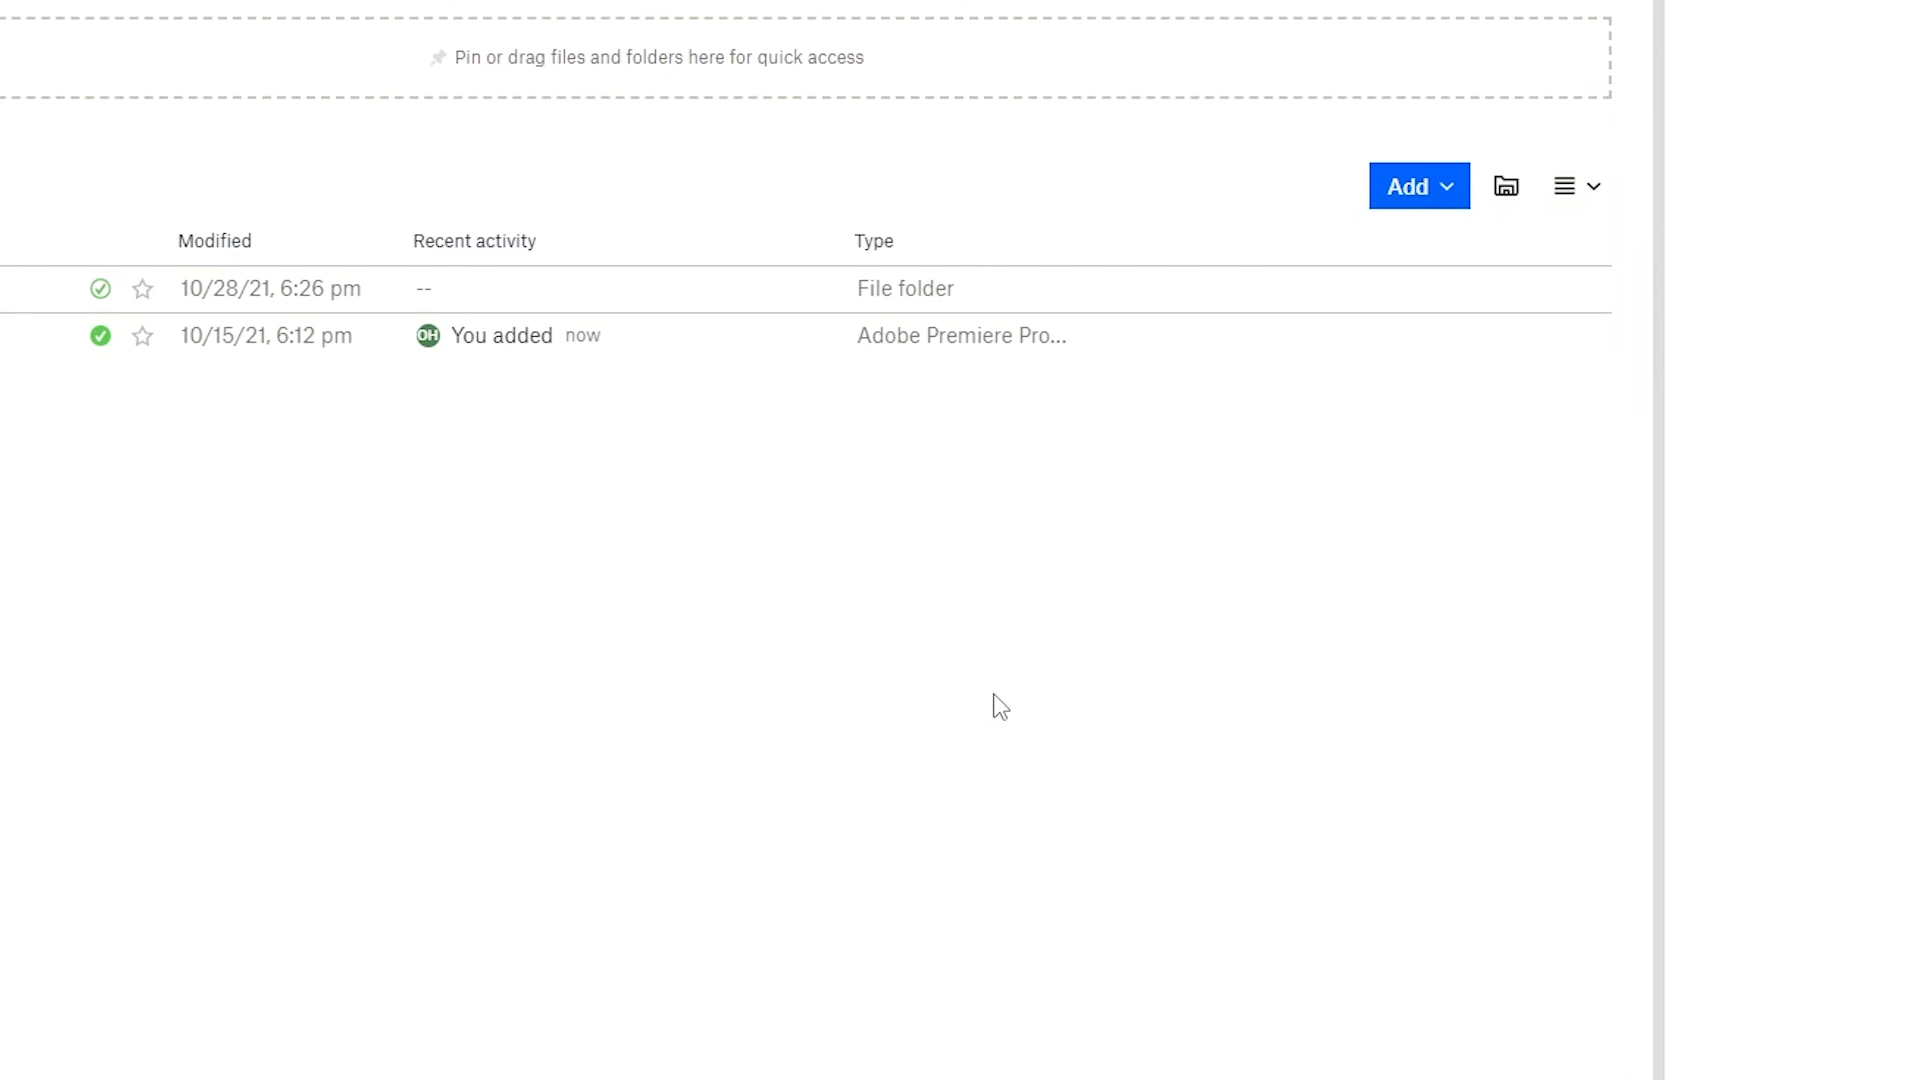 Pin or drag files and folders here for quick access
Add
Modified Recent activity Type
10/28/21, 6:26 pm -- File folder
10/15/21, 6:12 pm OH You added now Adobe Premiere Pro...